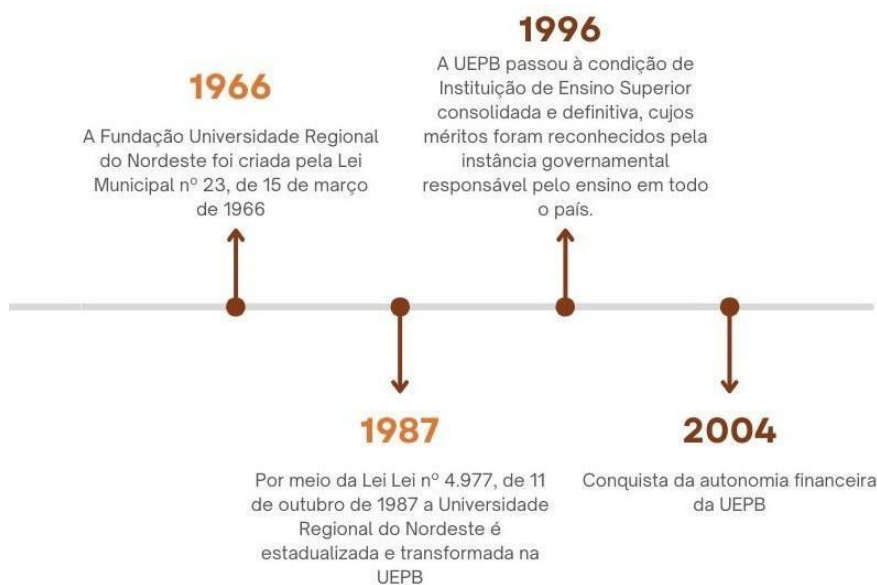 1966
A Fundação Universidade Regional
do Nordeste foi criada pela Lei
Municipal nº 23, de 15 de março
de 1966
1987
Por meio da Lei Lei nº 4.977, de 11
de outubro de 1987 a Universidade
Regional do Nordeste é
estadualizada e transformada na
UEPB
1996
A UEPB passou à condição de
Instituição de Ensino Superior
consolidada e definitiva, cujos
méritos foram reconhecidos pela
instância governamental
responsável pelo ensino em todo
o país.
2004
Conquista da autonomia financeira
da UEPB